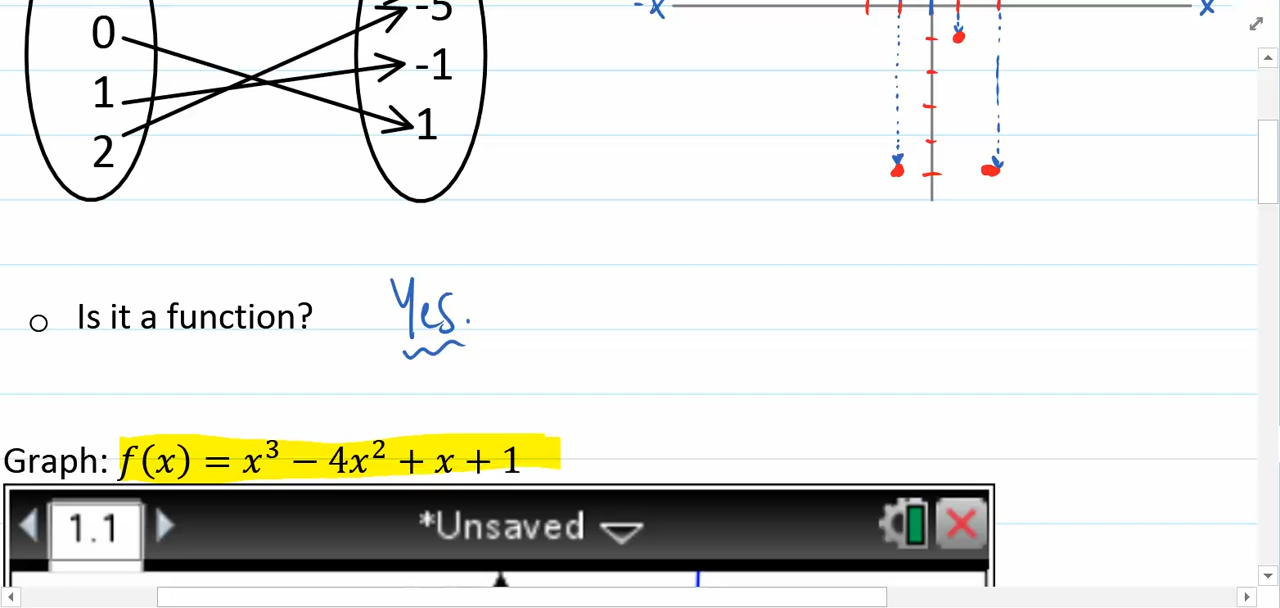 -5
-x
x
0
-1
1
1
2
o Is it a function? Yes.
Graph: f(x) = x³ − 4x² + x + 1
1.1 *Unsaved